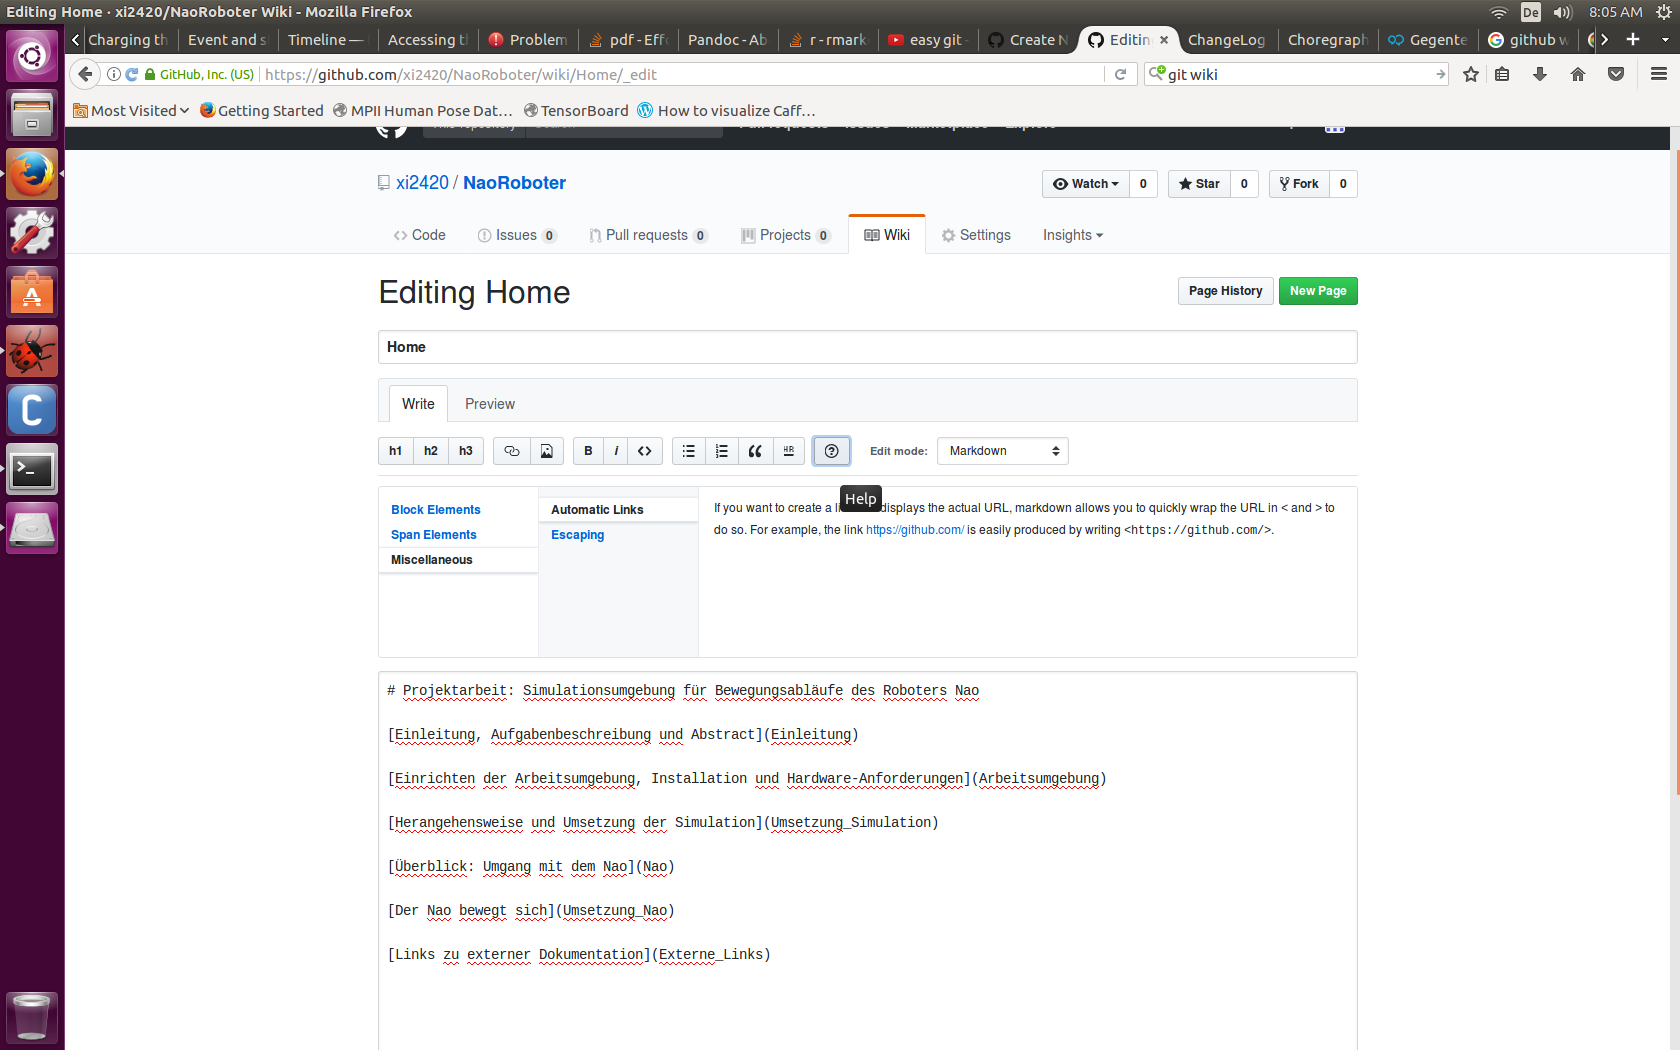 Editing Home · xi2420/NaoRoboter Wiki - Mozilla Firefox
De
8:05 AM
Charging th
Event and s
Timeline —
Accessing t
Problem
pdf - Effo
Pandoc - Ab
r - rmark
easy git -
Create N
Editin
ChangeLog
Choregraph
Gegente
github w
GitHub, Inc. (US)
https://github.com/xi2420/NaoRoboter/wiki/Home/_edit
git wiki
Most Visited
Getting Started
MPII Human Pose Dat...
TensorBoard
How to visualize Caff...
xi2420 / NaoRoboter
Watch 0
Star 0
Fork 0
Code
Issues 0
Pull requests 0
Projects 0
Wiki
Settings
Insights
Editing Home
Page History
New Page
Home
Write
Preview
h1 h2 h3
B i <>
HR
Edit mode: Markdown
Help
Block Elements
Span Elements
Miscellaneous
Automatic Links
Escaping
If you want to create a li displays the actual URL, markdown allows you to quickly wrap the URL in < and > to
do so. For example, the link https://github.com/ is easily produced by writing <https://github.com/>.
# Projektarbeit: Simulationsumgebung für Bewegungsabläufe des Roboters Nao
[Einleitung, Aufgabenbeschreibung und Abstract](Einleitung)
[Einrichten der Arbeitsumgebung, Installation und Hardware-Anforderungen](Arbeitsumgebung)
[Herangehensweise und Umsetzung der Simulation](Umsetzung_Simulation)
[Überblick: Umgang mit dem Nao](Nao)
[Der Nao bewegt sich](Umsetzung_Nao)
[Links zu externer Dokumentation](Externe_Links)